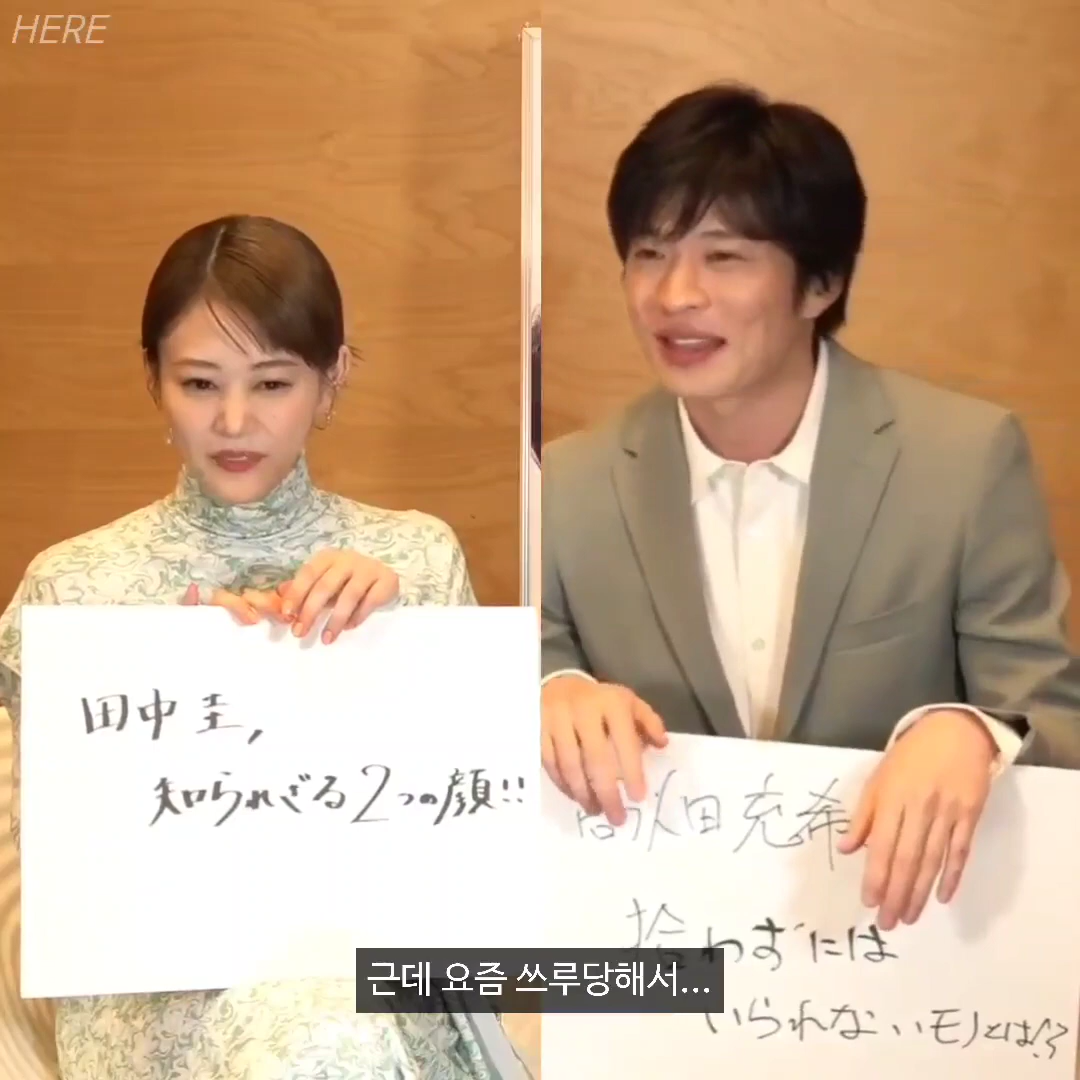 HERE
田中圭,
知られざる2つの顔!!
高畑充希
拾わずには
いられないモノとは!?
근데 요즘 쓰루당해서...